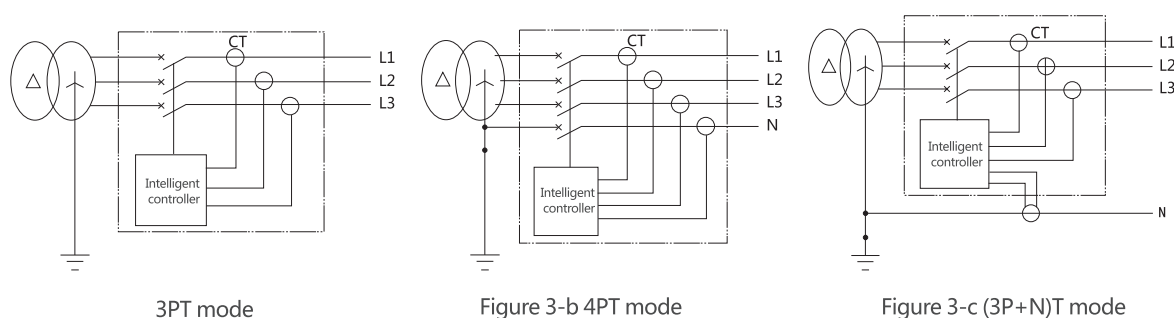 CT
L1
L2
L3
Intelligent
controller
3PT mode
CT
L1
L2
L3
N
Intelligent
controller
Figure 3-b 4PT mode
CT
L1
L2
L3
Intelligent
controller
N
Figure 3-c (3P+N)T mode